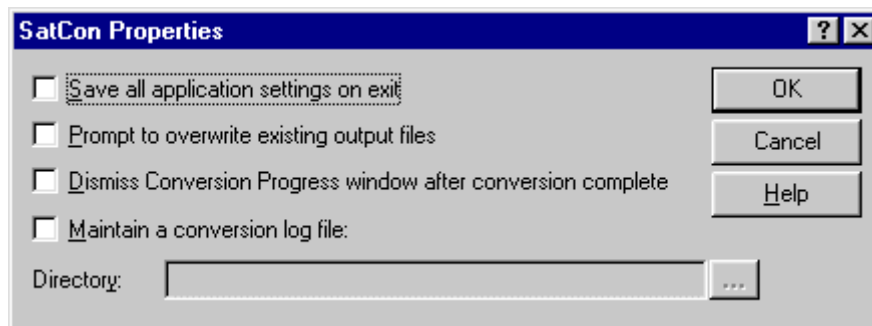 SatCon Properties
Save all application settings on exit
Prompt to overwrite existing output files
Dismiss Conversion Progress window after conversion complete
Maintain a conversion log file:
Directory:
...
OK
Cancel
Help